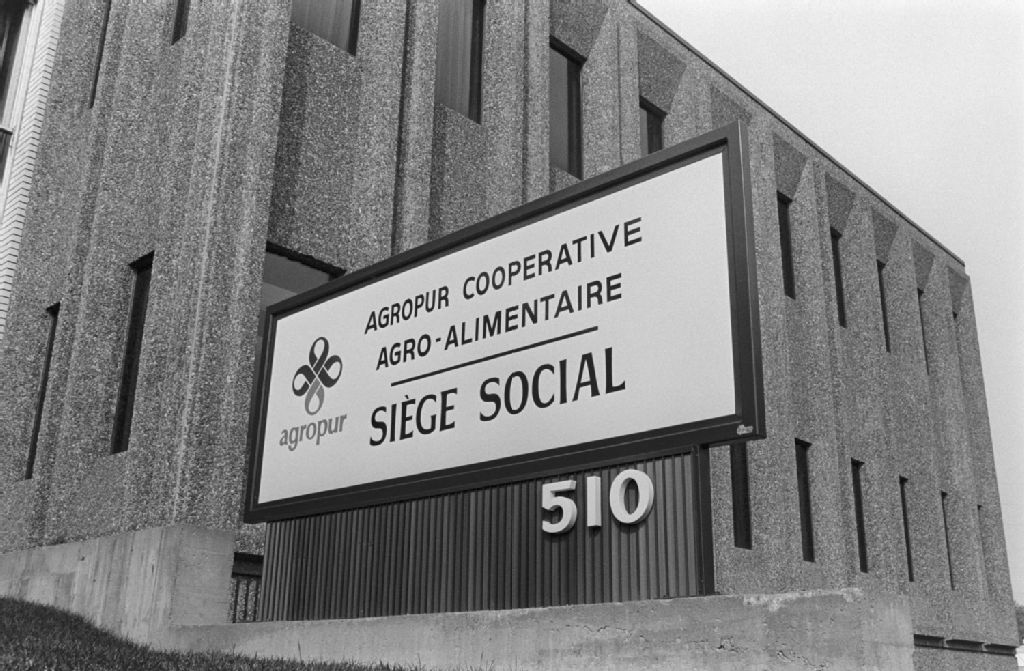 AGROPUR COOPERATIVE
AGRO-ALIMENTAIRE
SIÈGE SOCIAL
agropur
510